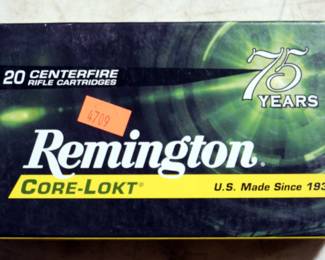 20 CENTERFIRE
RIFLE CARTRIDGES
75
YEARS
4709
Remington®
CORE-LOKT®
U.S. Made Since 193